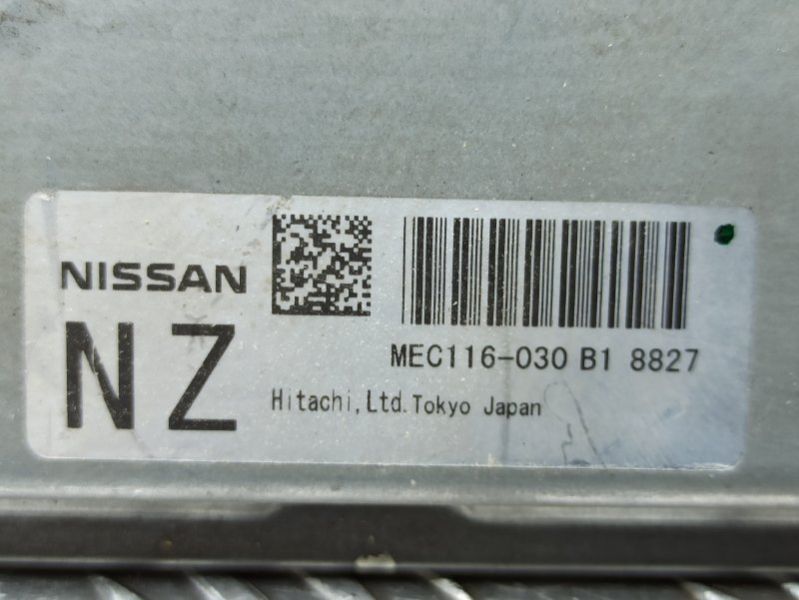 NISSAN
NZ
MEC116-030 B1 8827
Hitachi, Ltd. Tokyo Japan